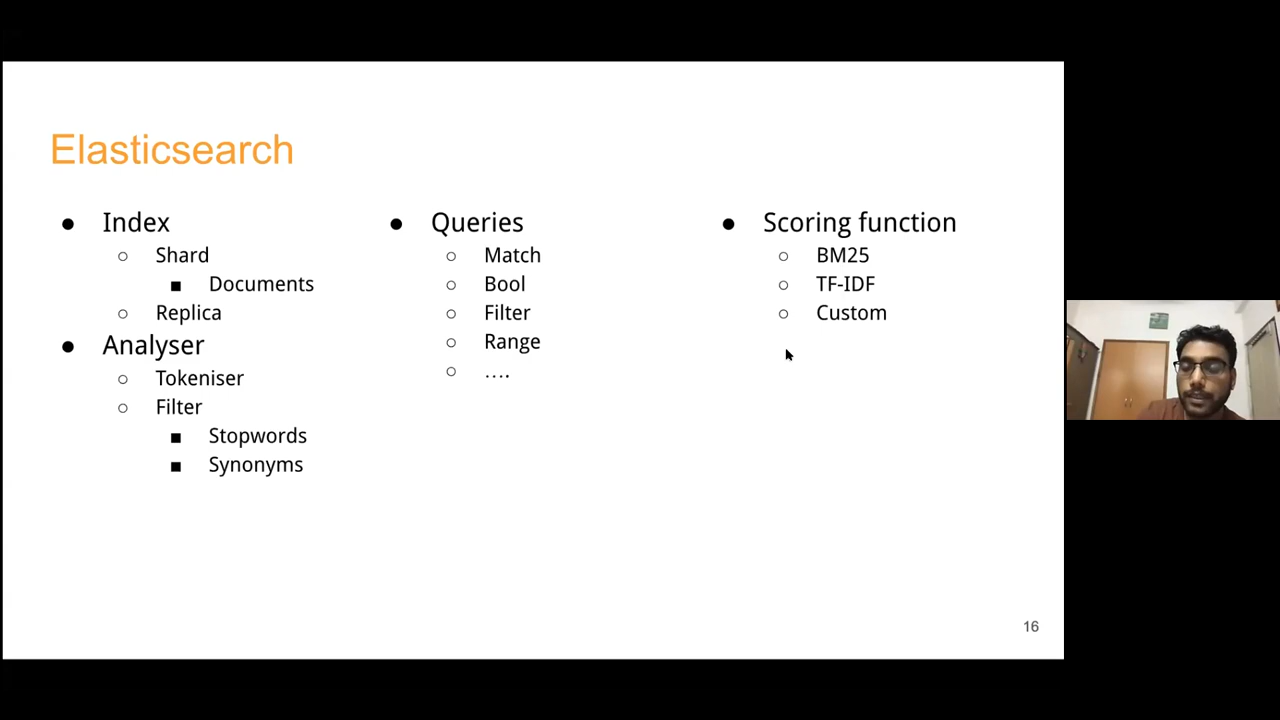 Elasticsearch
● Index
○ Shard
■ Documents
○ Replica
● Analyser
○ Tokeniser
○ Filter
■ Stopwords
■ Synonyms
● Queries
○ Match
○ Bool
○ Filter
○ Range
○ ....
● Scoring function
○ BM25
○ TF-IDF
○ Custom
16